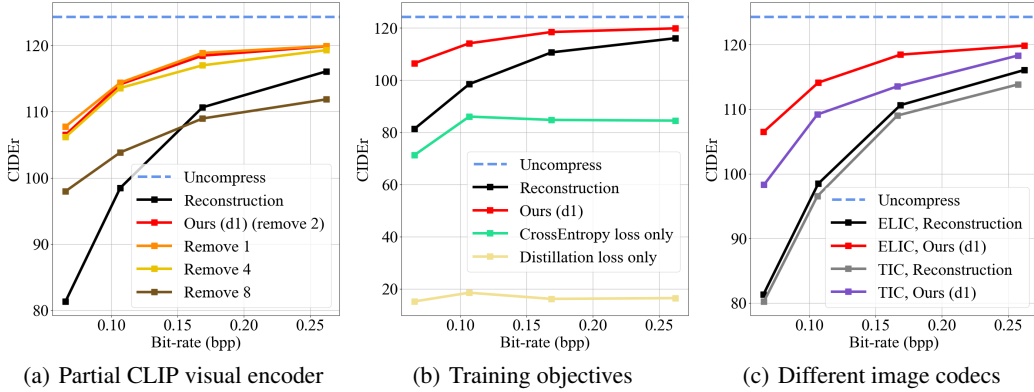 CIDEr
120
110
100
90
80
0.10 0.15 0.20 0.25
Bit-rate (bpp)
Uncompress
Reconstruction
Ours (d1) (remove 2)
Remove 1
Remove 4
Remove 8
(a) Partial CLIP visual encoder
CIDEr
120
100
80
60
40
20
0.10 0.15 0.20 0.25
Bit-rate (bpp)
Uncompress
Reconstruction
Ours (d1)
CrossEntropy loss only
Distillation loss only
(b) Training objectives
CIDEr
120
110
100
90
80
0.10 0.15 0.20 0.25
Bit-rate (bpp)
Uncompress
ELIC, Reconstruction
ELIC, Ours (d1)
TIC, Reconstruction
TIC, Ours (d1)
(c) Different image codecs